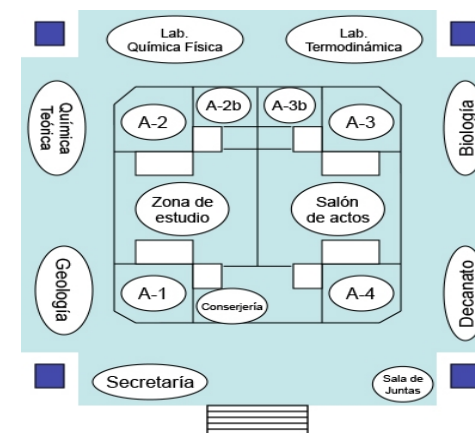 Lab.
Química Física
Lab.
Termodinámica
Química
Teórica
A-2
A-2b
A-3b
A-3
Biología
Zona de
estudio
Salón
de actos
Geología
A-1
Conserjería
A-4
Decanato
Secretaría
Sala de
Juntas